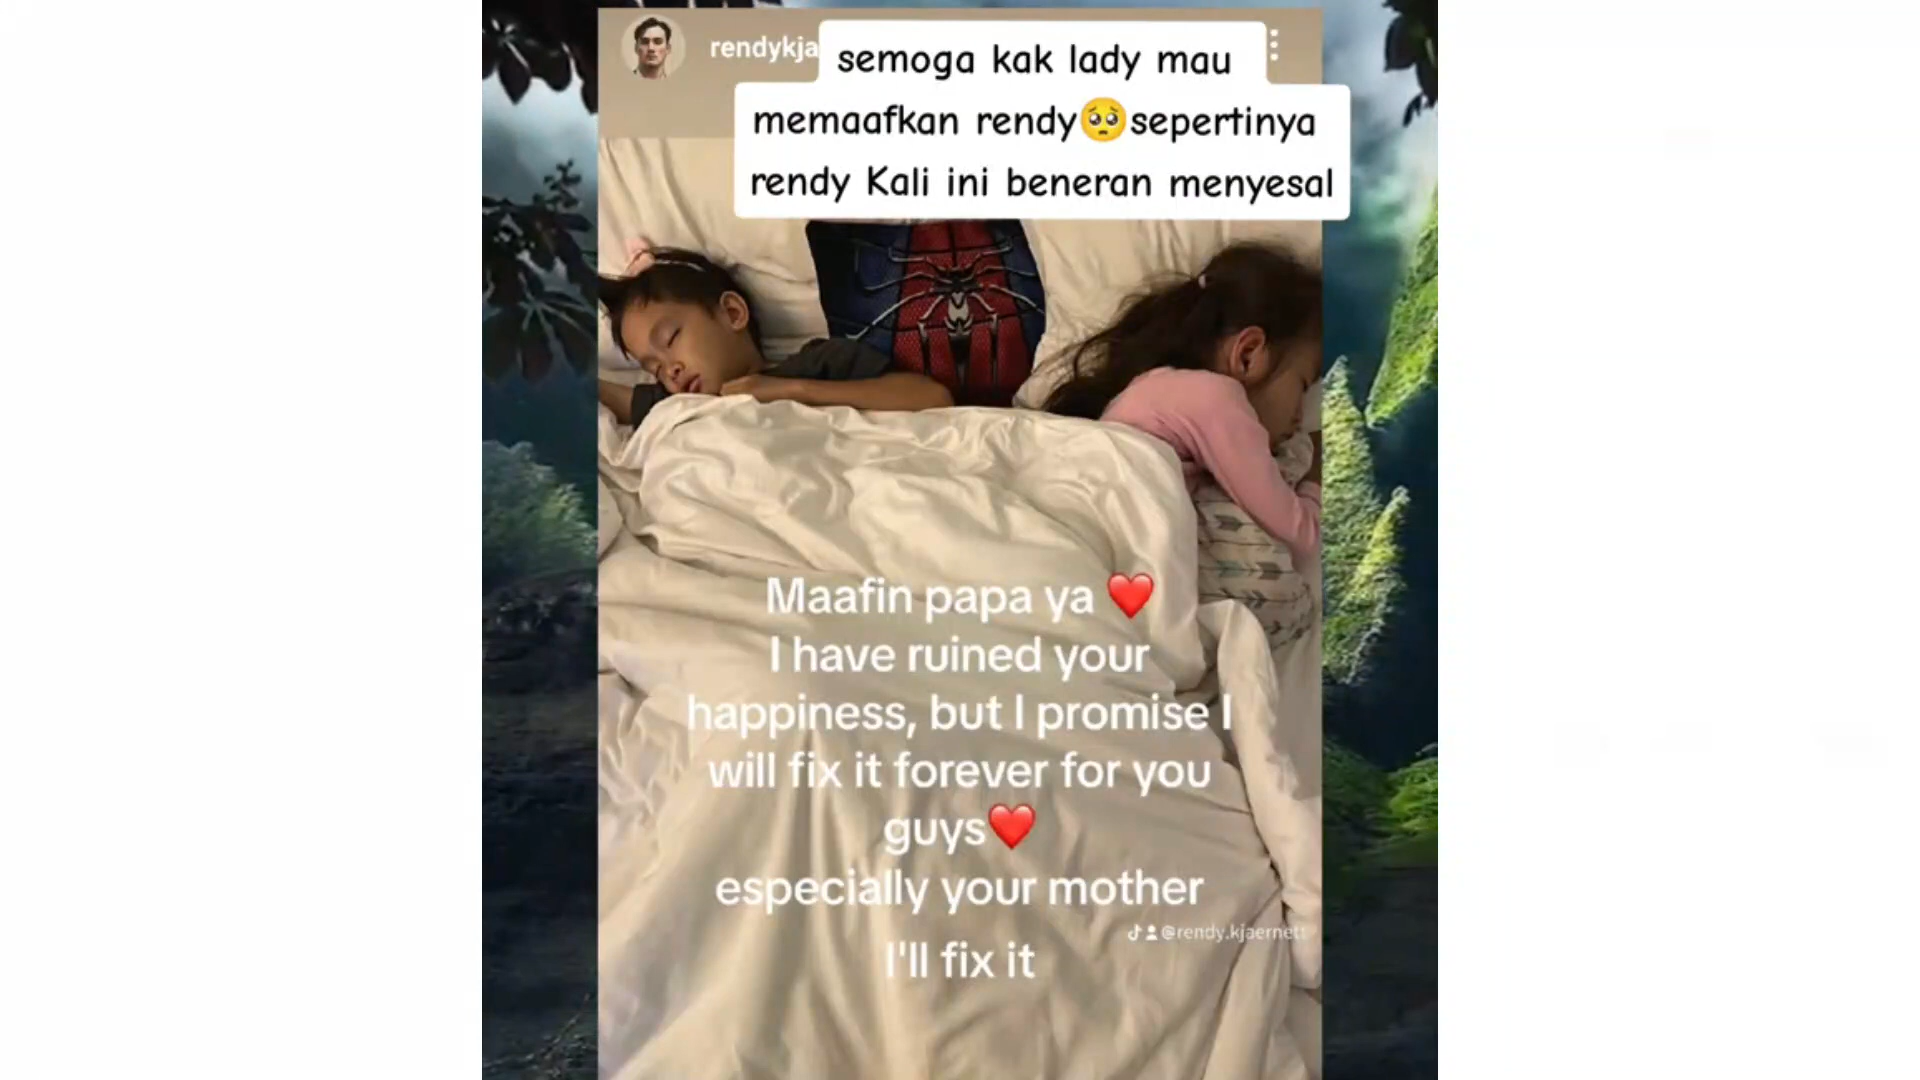 rendykja
semoga kak lady mau
memaafkan rendy🥺sepertinya
rendy Kali ini beneran menyesal
Maafin papa ya ❤️
I have ruined your
happiness, but I promise I
will fix it forever for you
guys❤️
especially your mother
@rendy.kjaernett
I'll fix it